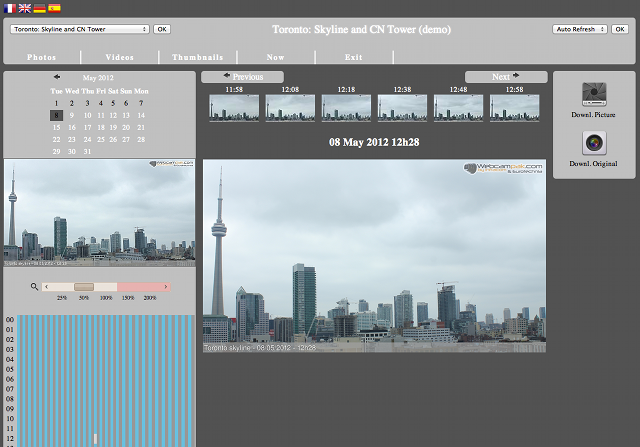 Toronto: Skyline and CN Tower
OK
Toronto: Skyline and CN Tower (demo)
Auto Refresh
OK
Photos
Videos
Thumbnails
Now
Exit
May 2012
Tue Wed Thu Fri Sat Sun Mon
1 2 3 4 5 6 7
8 9 10 11 12 13 14
15 16 17 18 19 20 21
22 23 24 25 26 27 28
29 30 31
Previous
Next
11:58 12:08 12:18 12:38 12:48 12:58
08 May 2012 12h28
Downl. Picture
Downl. Original
Webcampak.com
Webcampak.com
Toronto skyline - 08.05.2012 - 12h28
25% 50% 100% 150% 200%
00
01
02
03
04
05
06
07
08
09
10
11
12